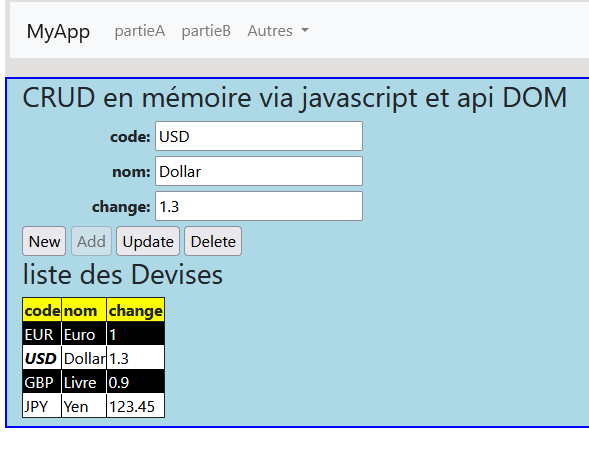 MyApp partieA partieB Autres
CRUD en mémoire via javascript et api DOM
code: USD
nom: Dollar
change: 1.3
New Add Update Delete
liste des Devises
code nom change
EUR Euro 1
USD Dollar 1.3
GBP Livre 0.9
JPY Yen 123.45